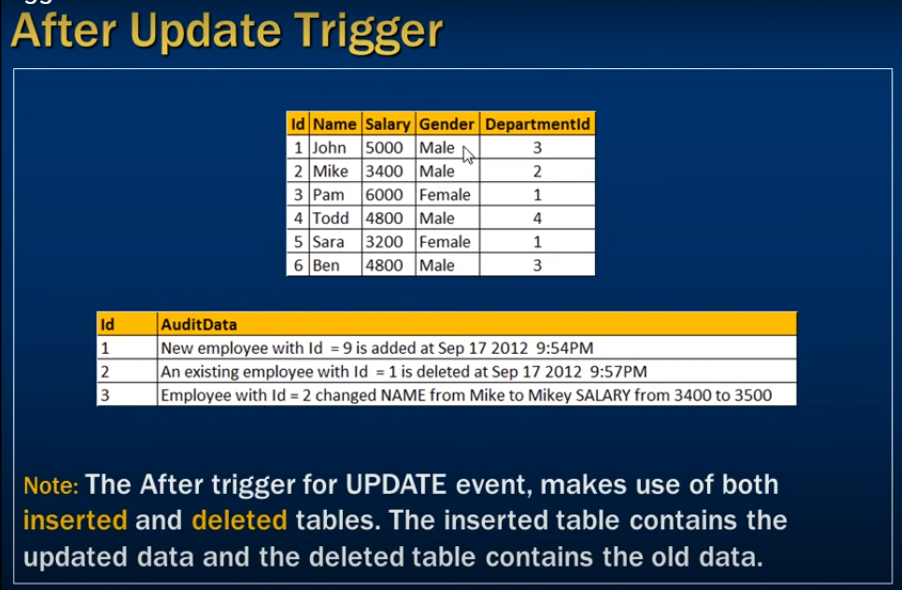 After Update Trigger
Id Name Salary Gender DepartmentId
1 John 5000 Male 3
2 Mike 3400 Male 2
3 Pam 6000 Female 1
4 Todd 4800 Male 4
5 Sara 3200 Female 1
6 Ben 4800 Male 3
Id AuditData
1 New employee with Id = 9 is added at Sep 17 2012 9:54PM
2 An existing employee with Id = 1 is deleted at Sep 17 2012 9:57PM
3 Employee with Id = 2 changed NAME from Mike to Mikey SALARY from 3400 to 3500
Note: The After trigger for UPDATE event, makes use of both
inserted and deleted tables. The inserted table contains the
updated data and the deleted table contains the old data.